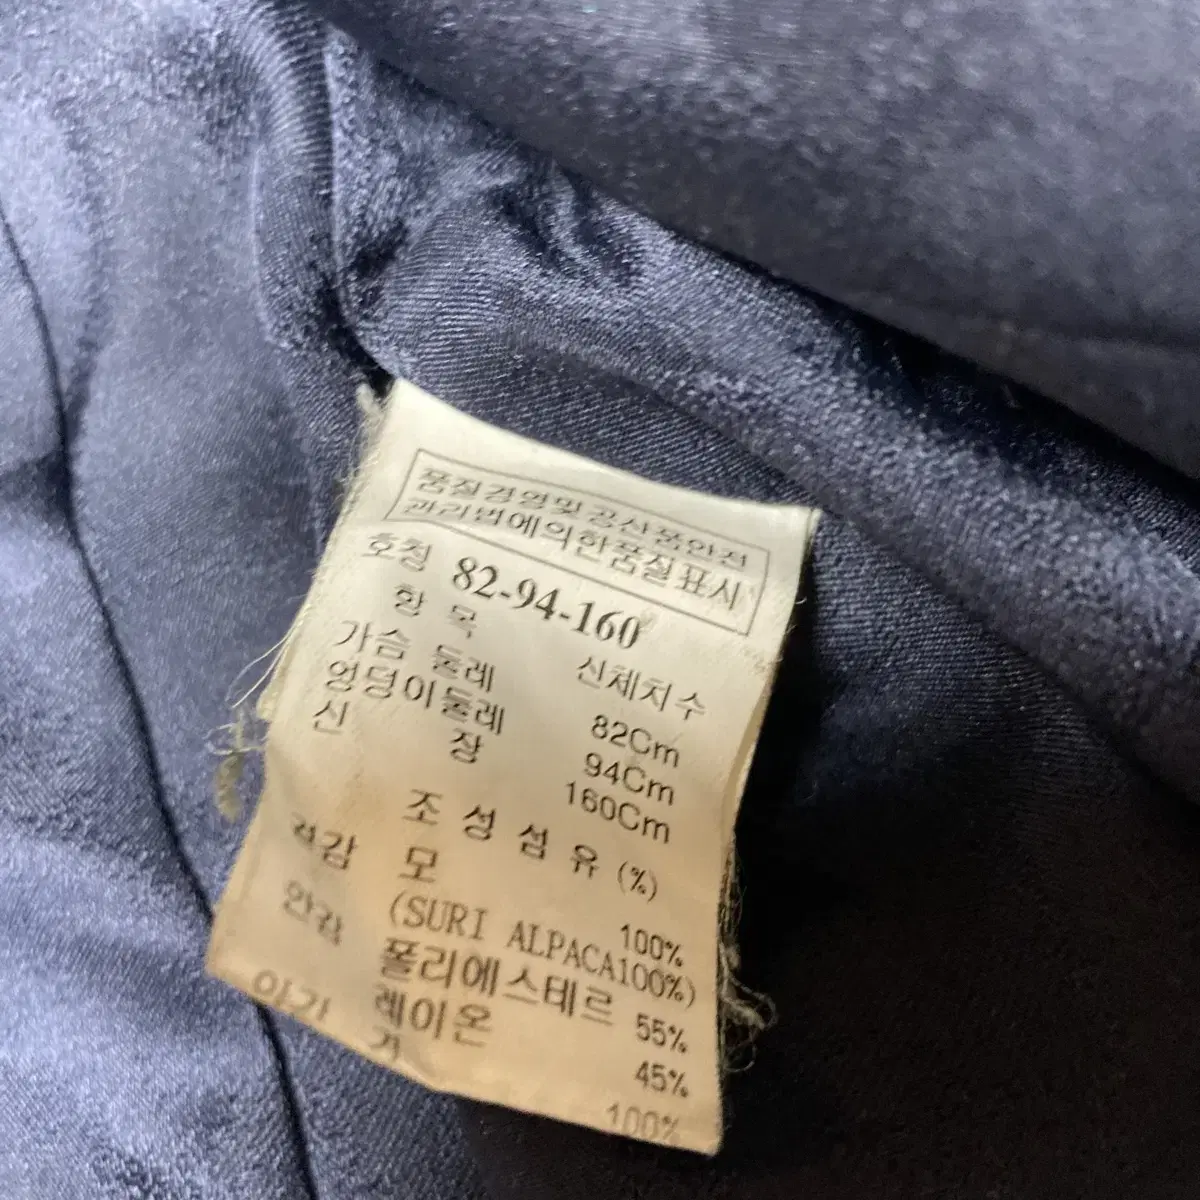 품질경영및공산품안전
관리법에의한품질표시
호칭 82-94-160
항 목 신체치수
가슴 둘레 82Cm
엉덩이둘레 94Cm
신 장 160Cm
조 성 섬 유 (%)
겉감 모 100%
(SURI ALPACA100%)
안감 폴리에스테르 55%
레이온 45%
100%